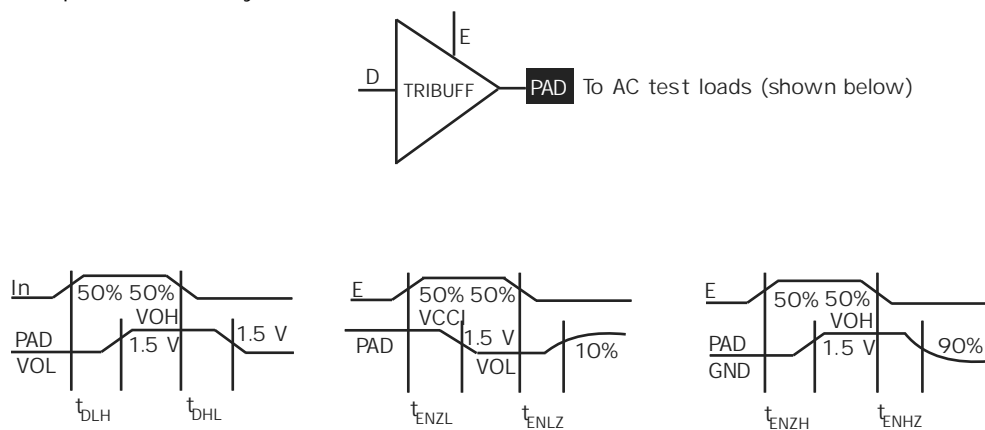 E
D
TRIBUFF
PAD To AC test loads (shown below)
In
50% 50%
VOH
PAD
1.5 V
1.5 V
VOL
tDLH
tDHL
E
50% 50%
VCCI
PAD
1.5 V
VOL
10%
tENZL
tENLZ
E
50% 50%
VOH
PAD
1.5 V
90%
GND
tENZH
tENHZ